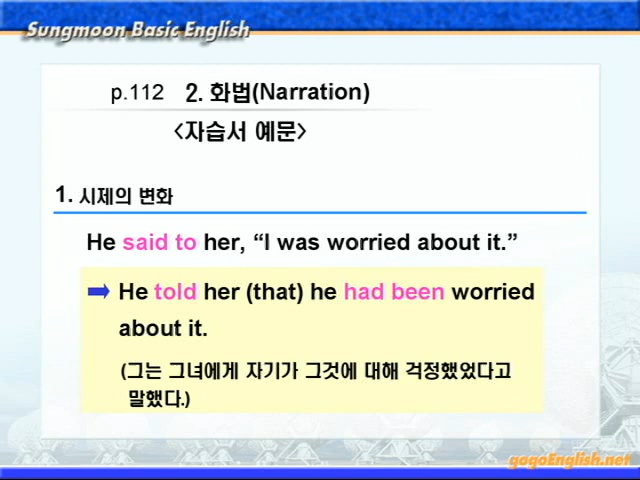 Sungmoon Basic English
p.112 2. 화법(Narration)
<자습서 예문>
1. 시제의 변화
He said to her, “I was worried about it.”
➡ He told her (that) he had been worried
about it.
(그는 그녀에게 자기가 그것에 대해 걱정했었다고
말했다.)
gogoEnglish.net